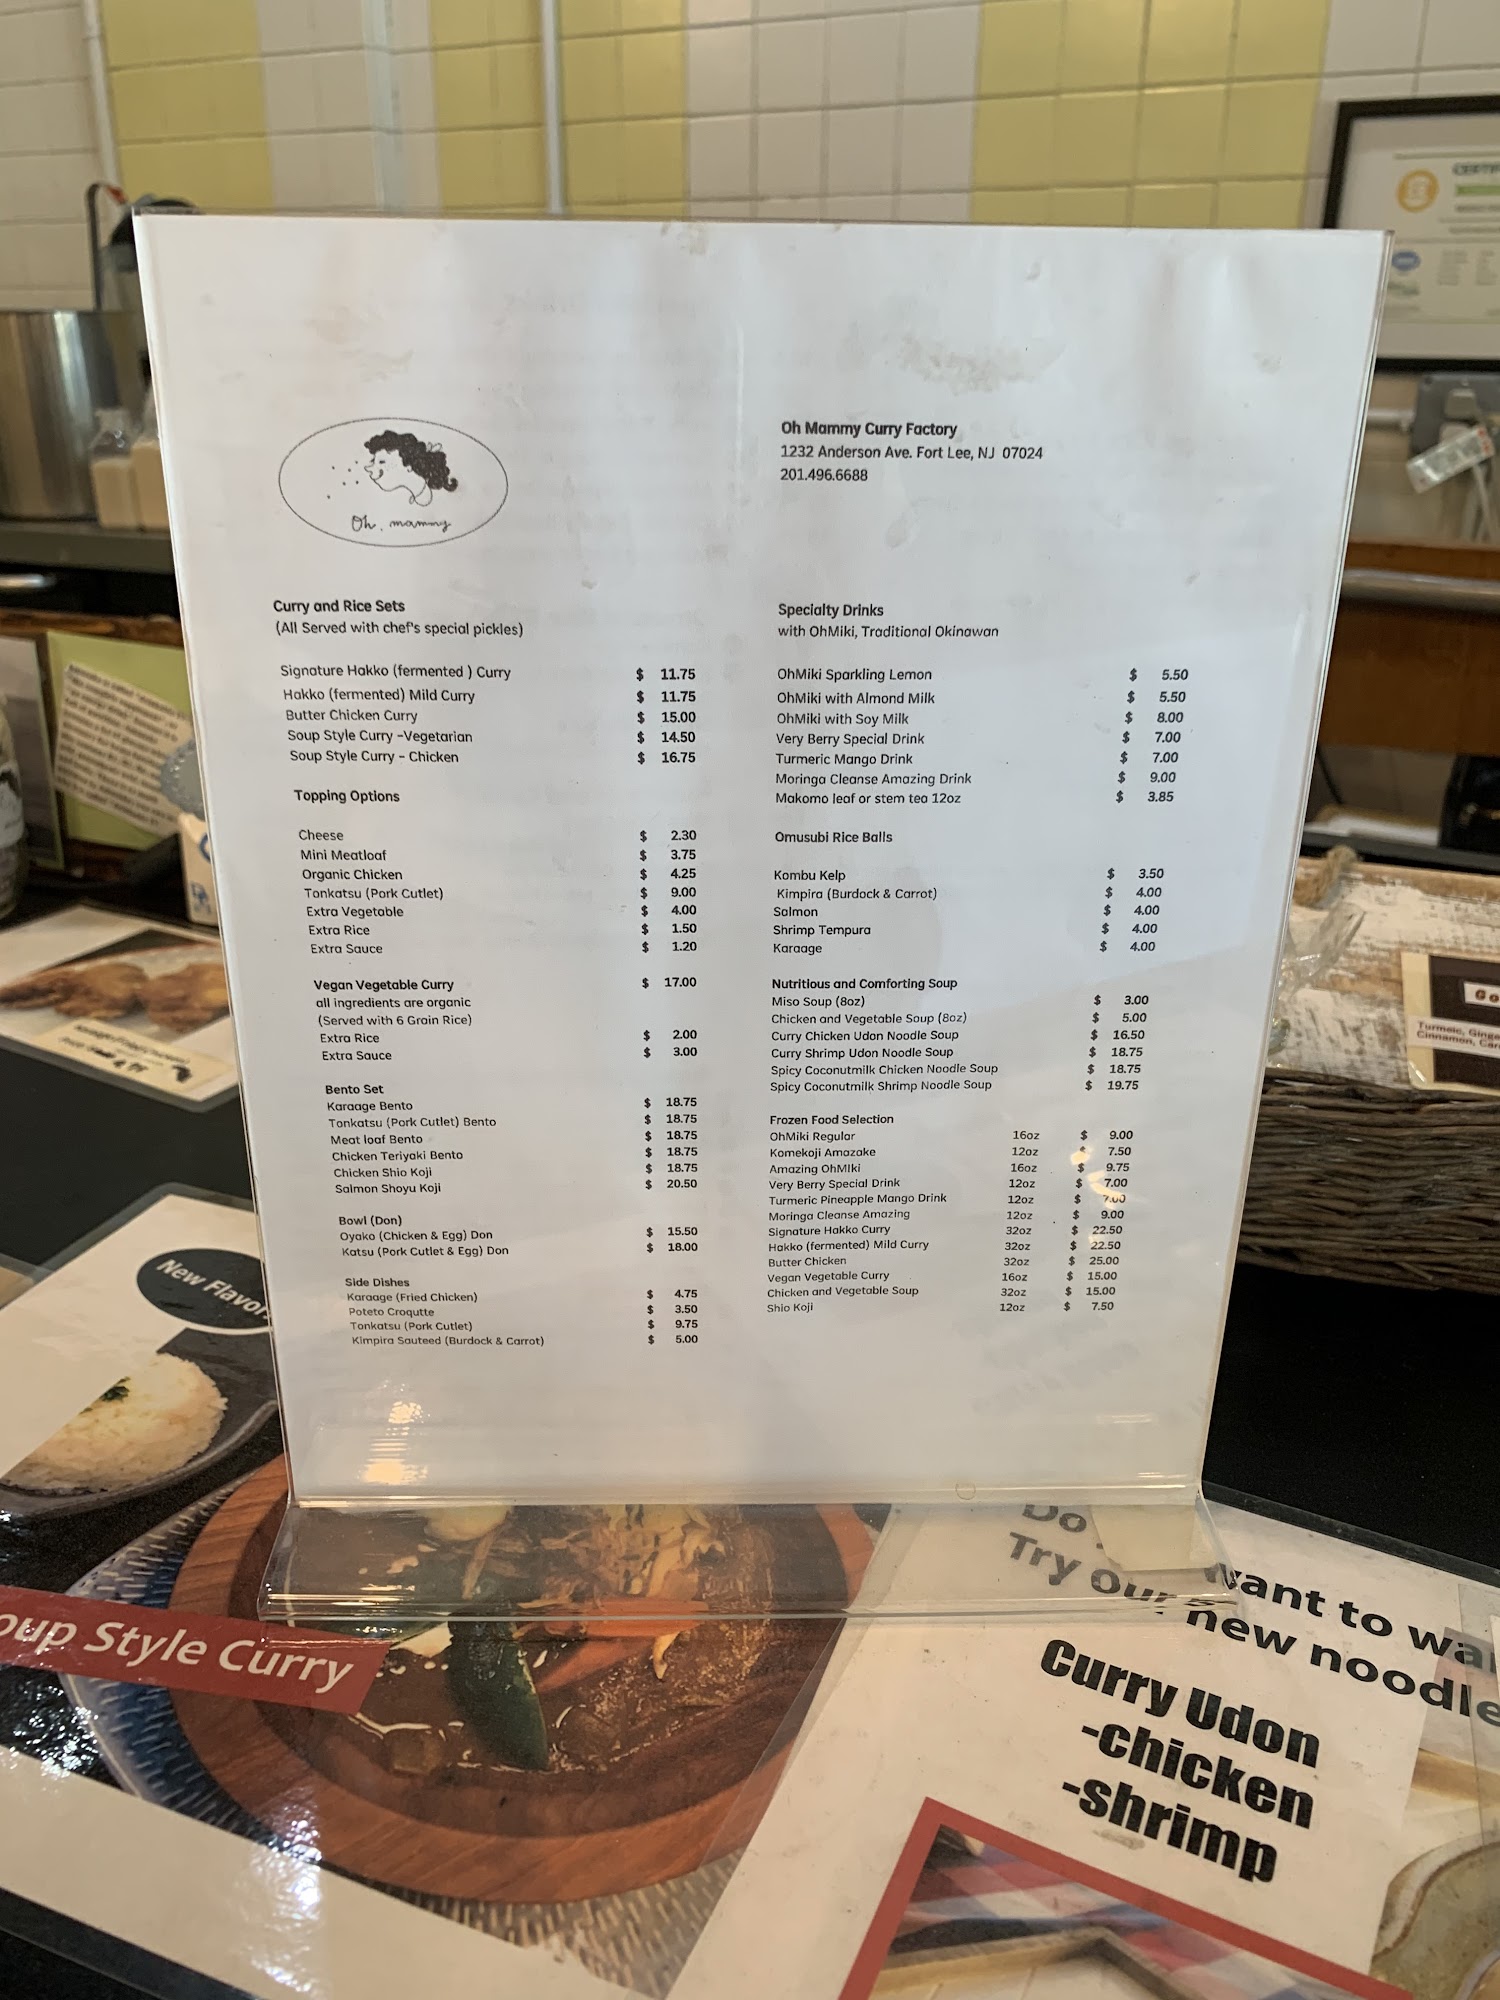 Oh, mammy
Oh Mammy Curry Factory
1232 Anderson Ave. Fort Lee, NJ 07024
201.496.6688
Curry and Rice Sets
(All Served with chef's special pickles)
Signature Hakko (fermented ) Curry $ 11.75
Hakko (fermented) Mild Curry $ 11.75
Butter Chicken Curry $ 15.00
Soup Style Curry -Vegetarian $ 14.50
Soup Style Curry - Chicken $ 16.75
Topping Options
Cheese $ 2.30
Mini Meatloaf $ 3.75
Organic Chicken $ 4.25
Tonkatsu (Pork Cutlet) $ 9.00
Extra Vegetable $ 4.00
Extra Rice $ 1.50
Extra Sauce $ 1.20
Vegan Vegetable Curry $ 17.00
all ingredients are organic
(Served with 6 Grain Rice)
Extra Rice $ 2.00
Extra Sauce $ 3.00
Bento Set
Karaage Bento $ 18.75
Tonkatsu (Pork Cutlet) Bento $ 18.75
Meat loaf Bento $ 18.75
Chicken Teriyaki Bento $ 18.75
Chicken Shio Koji $ 18.75
Salmon Shoyu Koji $ 20.50
Bowl (Don)
Oyako (Chicken & Egg) Don $ 15.50
Katsu (Pork Cutlet & Egg) Don $ 18.00
Side Dishes
Karaage (Fried Chicken) $ 4.75
Poteto Croqutte $ 3.50
Tonkatsu (Pork Cutlet) $ 9.75
Kimpira Sauteed (Burdock & Carrot) $ 5.00
Specialty Drinks
with OhMiki, Traditional Okinawan
OhMiki Sparkling Lemon $ 5.50
OhMiki with Almond Milk $ 5.50
OhMiki with Soy Milk $ 8.00
Very Berry Special Drink $ 7.00
Turmeric Mango Drink $ 7.00
Moringa Cleanse Amazing Drink $ 9.00
Makomo leaf or stem tea 12oz $ 3.85
Omusubi Rice Balls
Kombu Kelp $ 3.50
Kimpira (Burdock & Carrot) $ 4.00
Salmon $ 4.00
Shrimp Tempura $ 4.00
Karaage $ 4.00
Nutritious and Comforting Soup
Miso Soup (8oz) $ 3.00
Chicken and Vegetable Soup (8oz) $ 5.00
Curry Chicken Udon Noodle Soup $ 16.50
Curry Shrimp Udon Noodle Soup $ 18.75
Spicy Coconutmilk Chicken Noodle Soup $ 18.75
Spicy Coconutmilk Shrimp Noodle Soup $ 19.75
Frozen Food Selection
OhMiki Regular 16oz $ 9.00
Komekoji Amazake 12oz $ 7.50
Amazing OhMIki 16oz $ 9.75
Very Berry Special Drink 12oz $ 7.00
Turmeric Pineapple Mango Drink 12oz $ 7.00
Moringa Cleanse Amazing 12oz $ 9.00
Signature Hakko Curry 32oz $ 22.50
Hakko (fermented) Mild Curry 32oz $ 22.50
Butter Chicken 32oz $ 25.00
Vegan Vegetable Curry 16oz $ 15.00
Chicken and Vegetable Soup 32oz $ 15.00
Shio Koji 12oz $ 7.50
New Flavor
oup Style Curry
Do want to wa
Try our new noodle
Curry Udon
-chicken
-shrimp
Go
Turmeic, Ginge
Cinnamon, Car